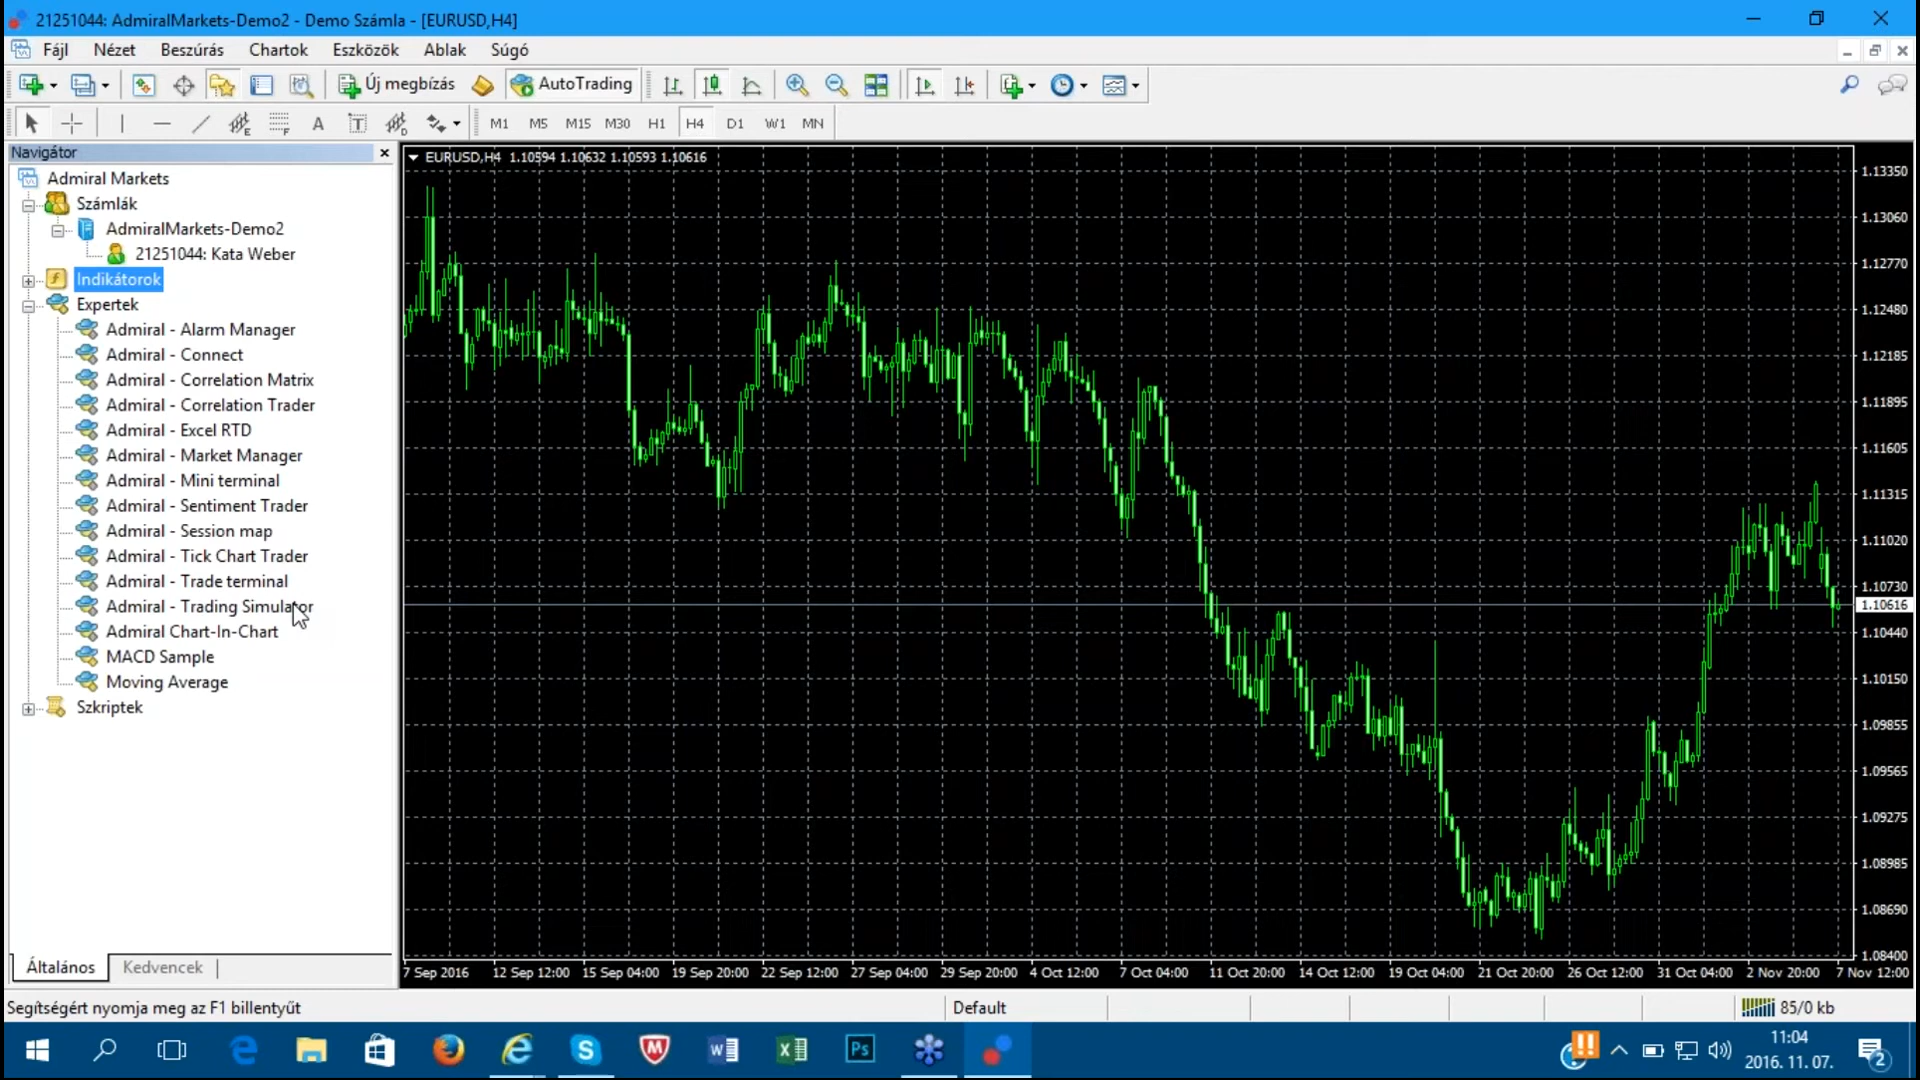 21251044: AdmiralMarkets-Demo2 - Demo Számla - [EURUSD,H4]
Fájl Nézet Beszúrás Chartok Eszközök Ablak Súgó
Új megbízás AutoTrading
E F A T D M1 M5 M15 M30 H1 H4 D1 W1 MN
Navigátor
Admiral Markets
Számlák
AdmiralMarkets-Demo2
21251044: Kata Weber
Indikátorok
Expertek
Admiral - Alarm Manager
Admiral - Connect
Admiral - Correlation Matrix
Admiral - Correlation Trader
Admiral - Excel RTD
Admiral - Market Manager
Admiral - Mini terminal
Admiral - Sentiment Trader
Admiral - Session map
Admiral - Tick Chart Trader
Admiral - Trade terminal
Admiral - Trading Simulator
Admiral Chart-In-Chart
MACD Sample
Moving Average
Szkriptek
Általános Kedvencek
EURUSD,H4 1.10594 1.10632 1.10593 1.10616
1.13350
1.13060
1.12770
1.12480
1.12185
1.11895
1.11605
1.11315
1.11020
1.10730
1.10616
1.10440
1.10150
1.09855
1.09565
1.09275
1.08985
1.08690
1.08400
7 Sep 2016 12 Sep 12:00 15 Sep 04:00 19 Sep 20:00 22 Sep 12:00 27 Sep 04:00 29 Sep 20:00 4 Oct 12:00 7 Oct 04:00 11 Oct 20:00 14 Oct 12:00 19 Oct 04:00 21 Oct 20:00 26 Oct 12:00 31 Oct 04:00 2 Nov 20:00 7 Nov 12:00
Segítségért nyomja meg az F1 billentyűt Default 85/0 kb
Ps
11:04
2016. 11. 07.
2